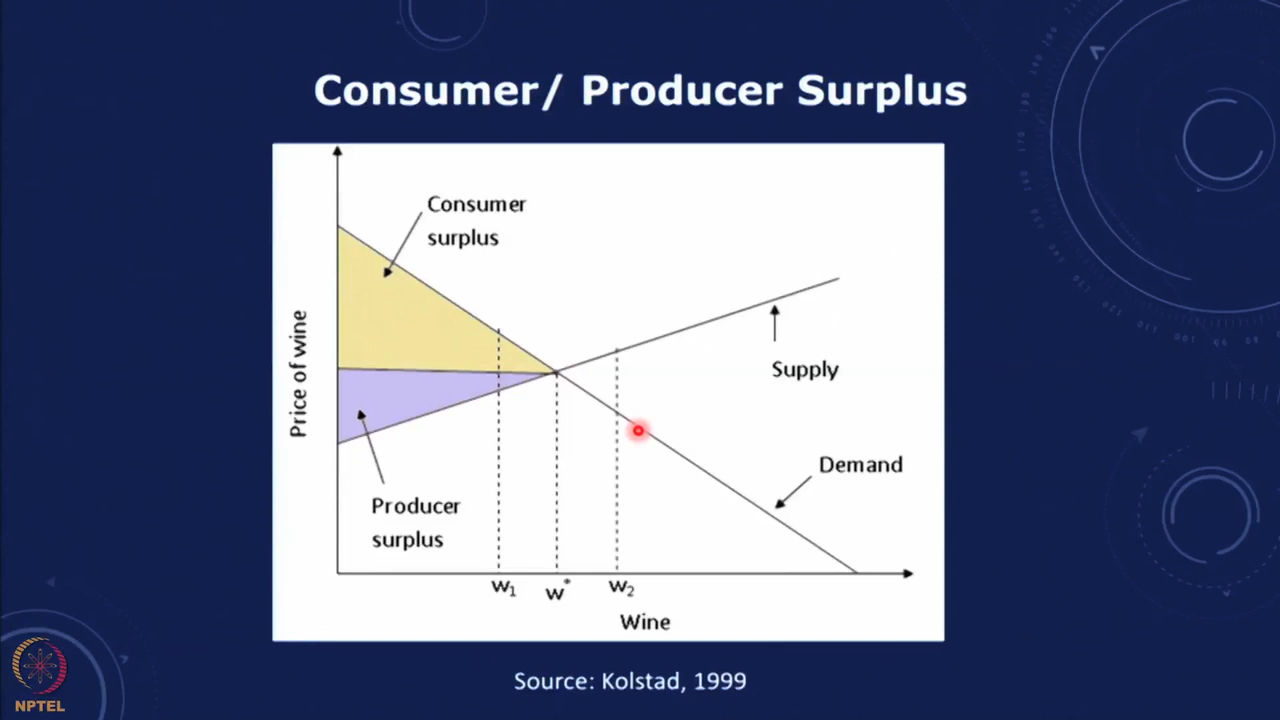 Consumer/ Producer Surplus
Consumer
surplus
Price of wine
Supply
Demand
Producer
surplus
w₁
w*
w₂
Wine
Source: Kolstad, 1999
NPTEL